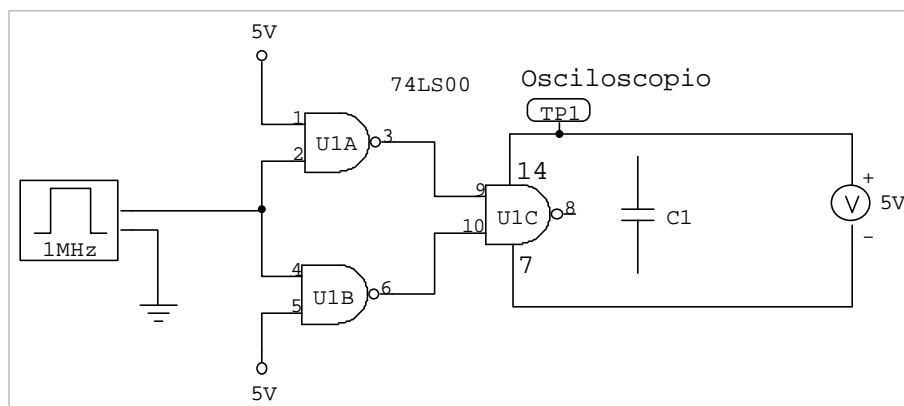 5V
74LS00
Osciloscopio
TP1
1
2
U1A
3
14
9
10
U1C
8
7
C1
+
V
5V
-
1MHz
4
5
U1B
6
5V